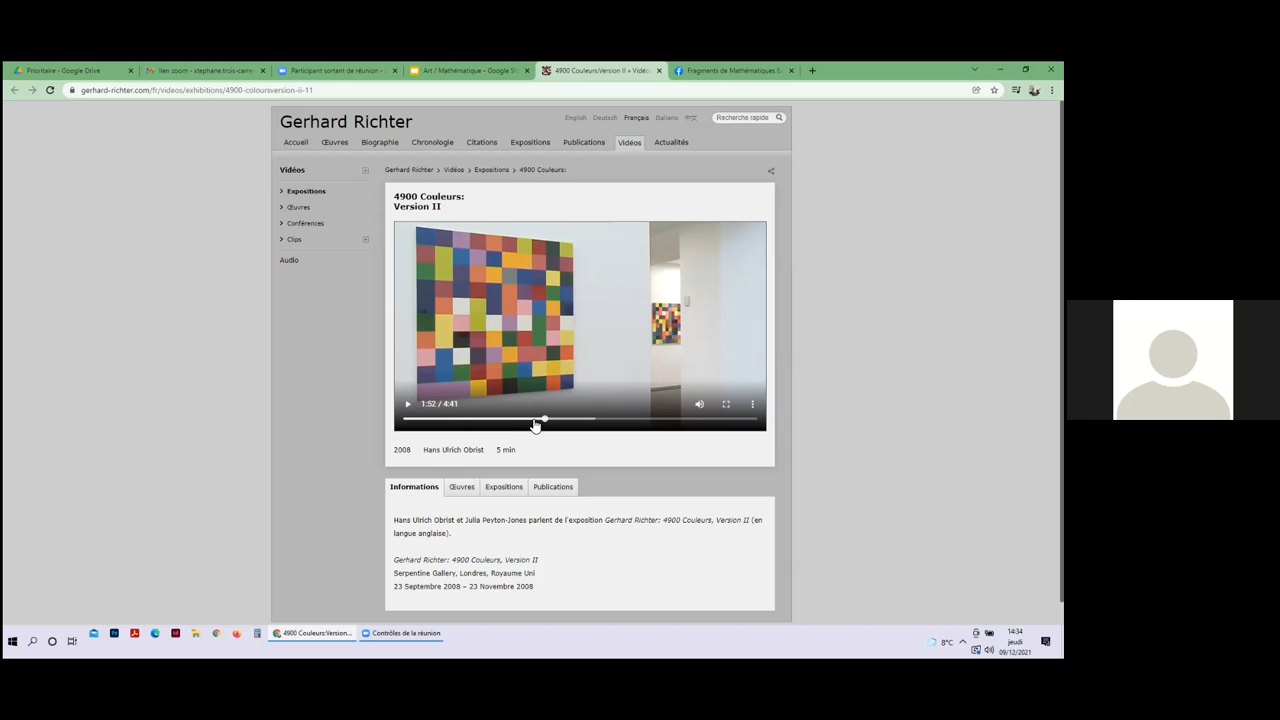 Prioritaire - Google Drive
lien zoom - stephane.trois-carre
Participant sortant de réunion -
Art / Mathématique - Google Sl
4900 Couleurs:Version II » Vidéo
Fragments de Mathématiques E
gerhard-richter.com/fr/videos/exhibitions/4900-coloursversion-ii-11
Gerhard Richter
English Deutsch Français Italiano 中文
Recherche rapide
Accueil Œuvres Biographie Chronologie Citations Expositions Publications Vidéos Actualités
Vidéos
Expositions
Œuvres
Conférences
Clips
Audio
Gerhard Richter > Vidéos > Expositions > 4900 Couleurs:
4900 Couleurs:
Version II
1:52 / 4:41
2008 Hans Ulrich Obrist 5 min
Informations Œuvres Expositions Publications
Hans Ulrich Obrist et Julia Peyton-Jones parlent de l'exposition Gerhard Richter: 4900 Couleurs, Version II (en
langue anglaise).
Gerhard Richter: 4900 Couleurs, Version II
Serpentine Gallery, Londres, Royaume Uni
23 Septembre 2008 – 23 Novembre 2008
4900 Couleurs:Version...
Contrôles de la réunion
8°C
14:34
jeudi
09/12/2021